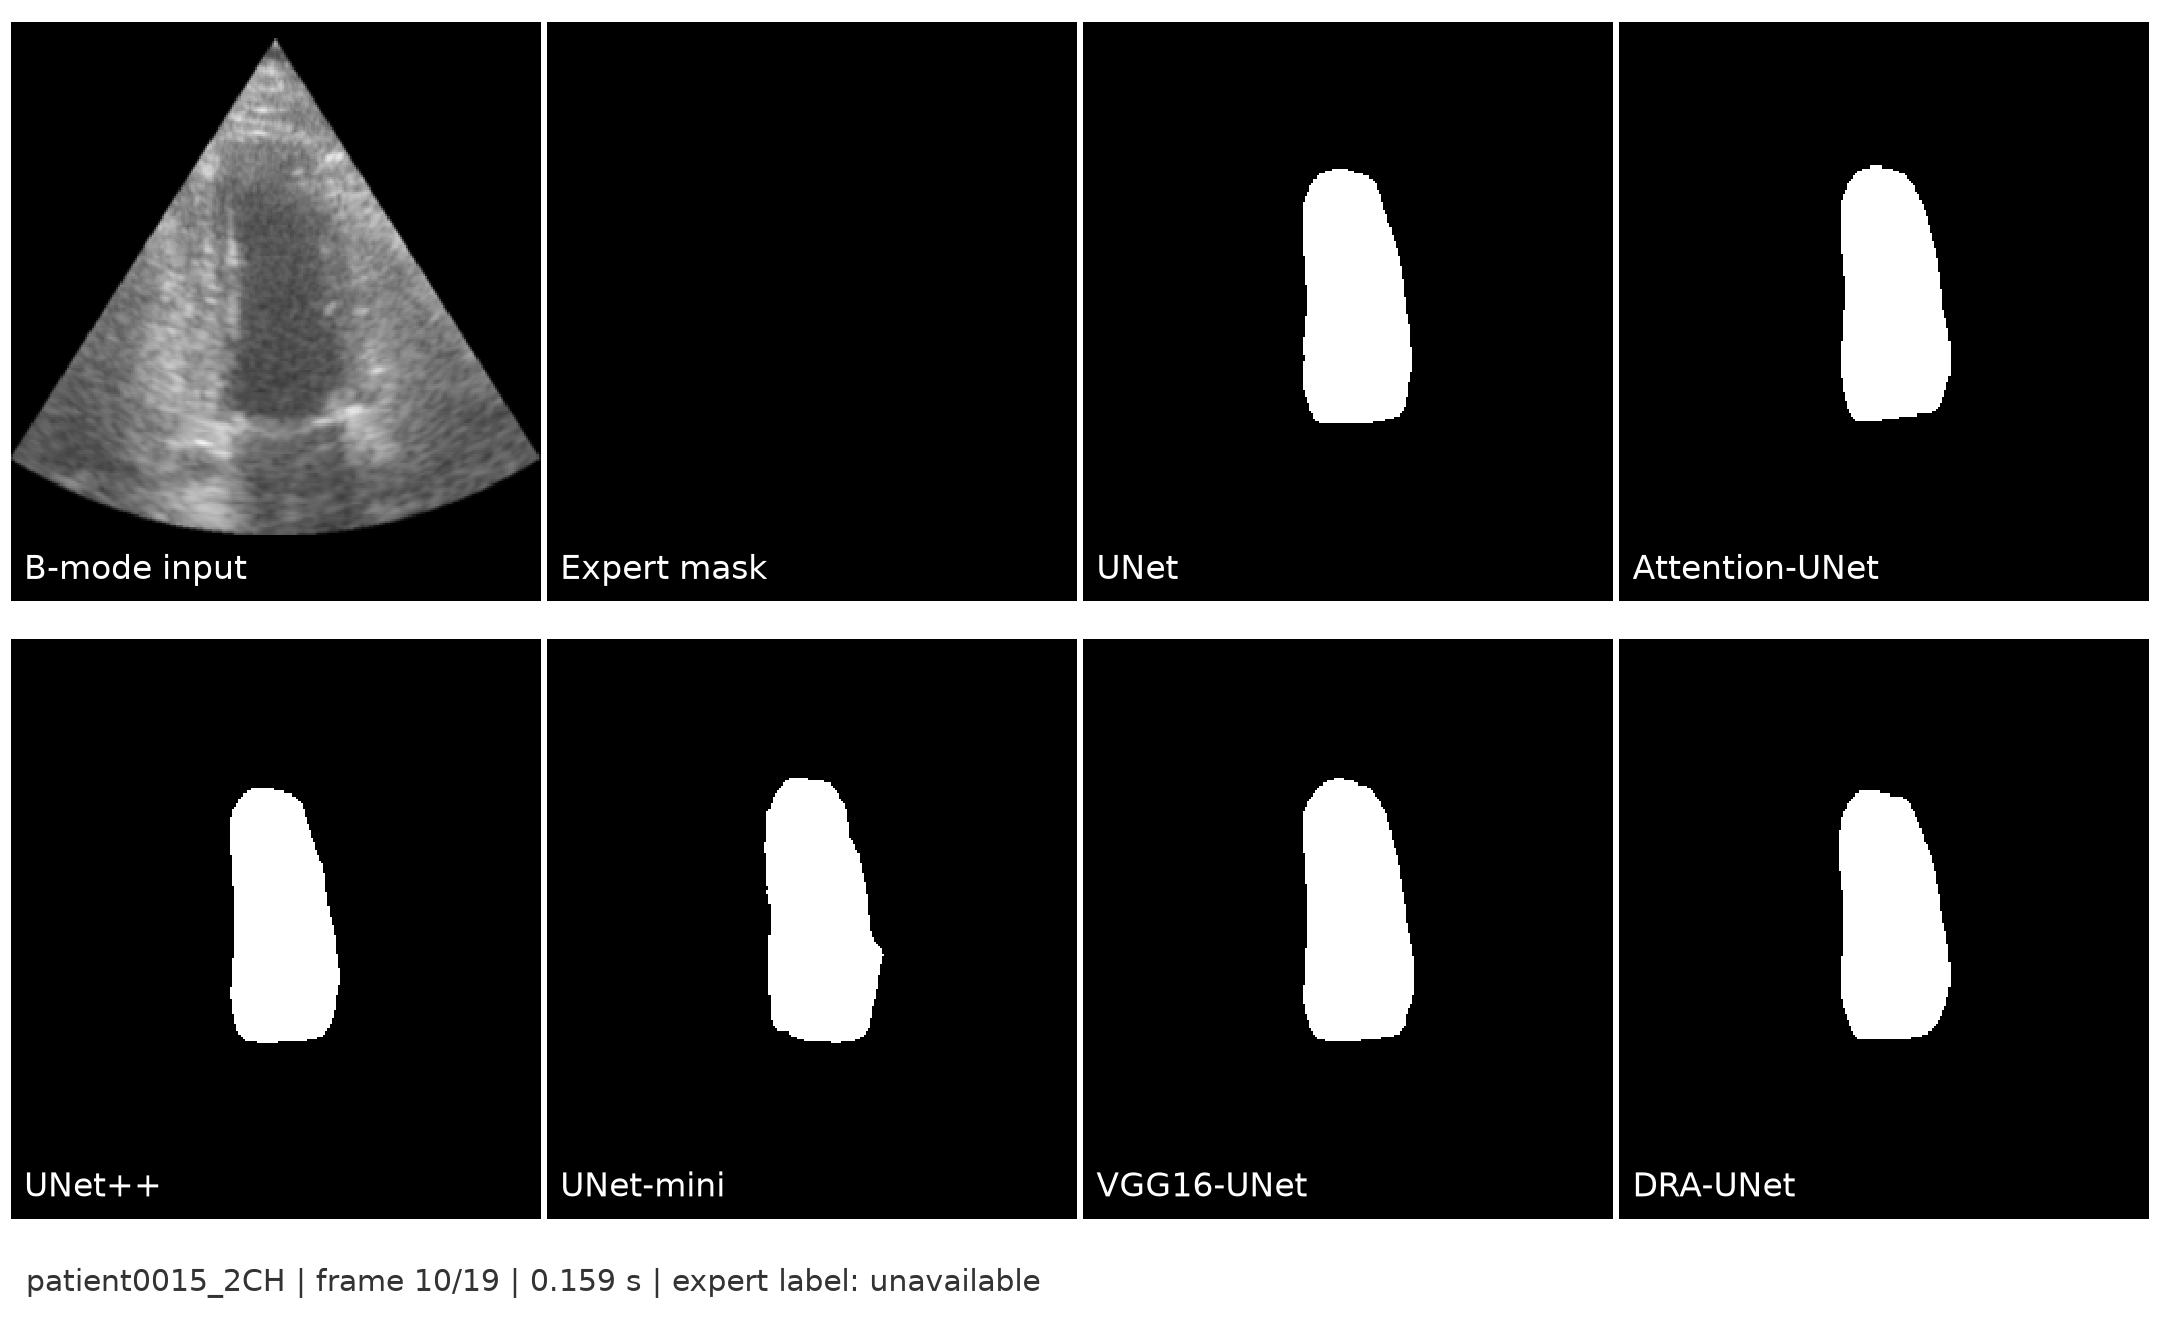 B-mode input
Expert mask
UNet
Attention-UNet
UNet++
UNet-mini
VGG16-UNet
DRA-UNet
patient0015_2CH | frame 10/19 | 0.159 s | expert label: unavailable